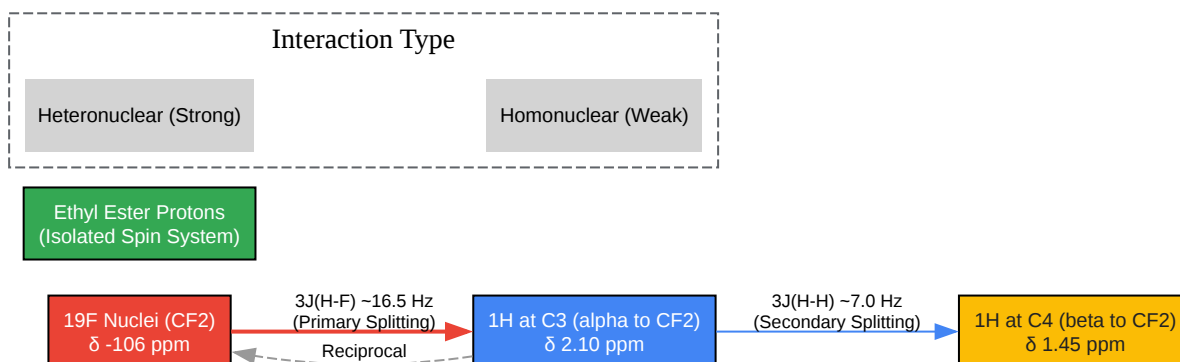 Interaction Type
Heteronuclear (Strong)
Homonuclear (Weak)
Ethyl Ester Protons
(Isolated Spin System)
19F Nuclei (CF2)
δ -106 ppm
3J(H-F) ~16.5 Hz
(Primary Splitting)
Reciprocal
1H at C3 (alpha to CF2)
δ 2.10 ppm
3J(H-H) ~7.0 Hz
(Secondary Splitting)
1H at C4 (beta to CF2)
δ 1.45 ppm